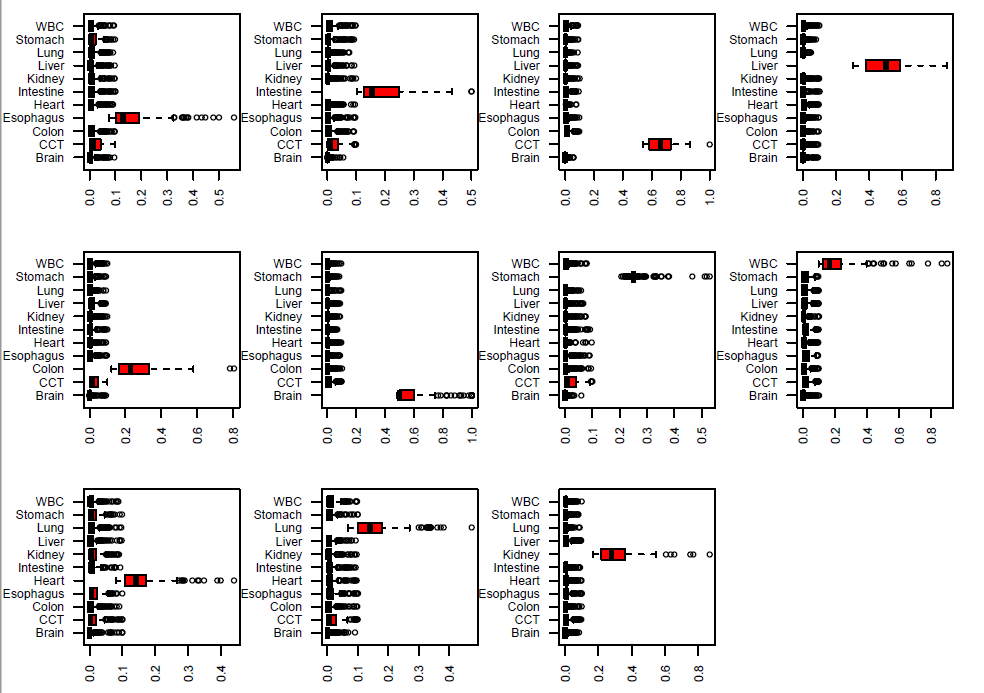 WBC
Stomach
Lung
Liver
Kidney
Intestine
Heart
Esophagus
Colon
CCT
Brain
0.0 0.1 0.2 0.3 0.4 0.5
WBC
Stomach
Lung
Liver
Kidney
Intestine
Heart
Esophagus
Colon
CCT
Brain
0.0 0.1 0.2 0.3 0.4 0.5
WBC
Stomach
Lung
Liver
Kidney
Intestine
Heart
Esophagus
Colon
CCT
Brain
0.0 0.2 0.4 0.6 0.8 1.0
WBC
Stomach
Lung
Liver
Kidney
Intestine
Heart
Esophagus
Colon
CCT
Brain
0.0 0.2 0.4 0.6 0.8
WBC
Stomach
Lung
Liver
Kidney
Intestine
Heart
Esophagus
Colon
CCT
Brain
0.0 0.2 0.4 0.6 0.8
WBC
Stomach
Lung
Liver
Kidney
Intestine
Heart
Esophagus
Colon
CCT
Brain
0.0 0.2 0.4 0.6 0.8 1.0
WBC
Stomach
Lung
Liver
Kidney
Intestine
Heart
Esophagus
Colon
CCT
Brain
0.0 0.1 0.2 0.3 0.4 0.5
WBC
Stomach
Lung
Liver
Kidney
Intestine
Heart
Esophagus
Colon
CCT
Brain
0.0 0.2 0.4 0.6 0.8
WBC
Stomach
Lung
Liver
Kidney
Intestine
Heart
Esophagus
Colon
CCT
Brain
0.0 0.1 0.2 0.3 0.4
WBC
Stomach
Lung
Liver
Kidney
Intestine
Heart
Esophagus
Colon
CCT
Brain
0.0 0.1 0.2 0.3 0.4
WBC
Stomach
Lung
Liver
Kidney
Intestine
Heart
Esophagus
Colon
CCT
Brain
0.0 0.2 0.4 0.6 0.8